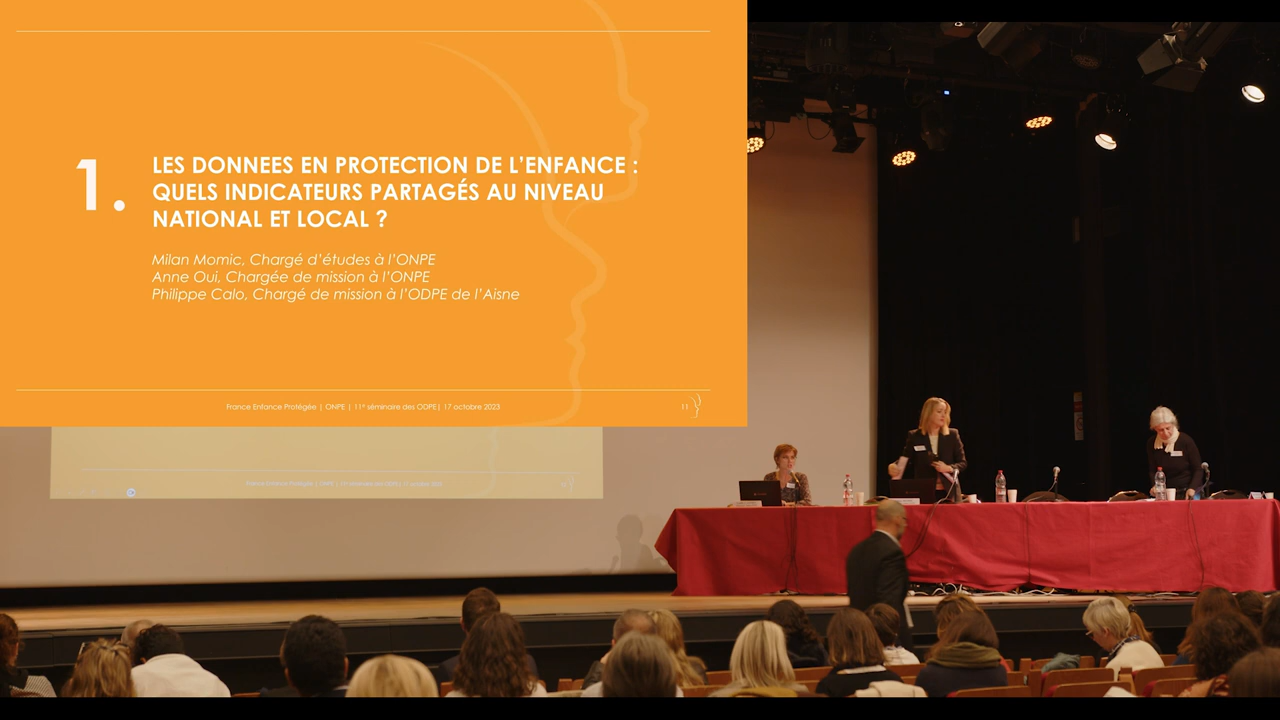 1.
LES DONNEES EN PROTECTION DE L'ENFANCE :
QUELS INDICATEURS PARTAGÉS AU NIVEAU
NATIONAL ET LOCAL ?
Milan Momic, Chargé d'études à l'ONPE
Anne Oui, Chargée de mission à l'ONPE
Philippe Calo, Chargé de mission à l'ODPE de l'Aisne
France Enfance Protégée | ONPE | 11e séminaire des ODPE| 17 octobre 2023
11